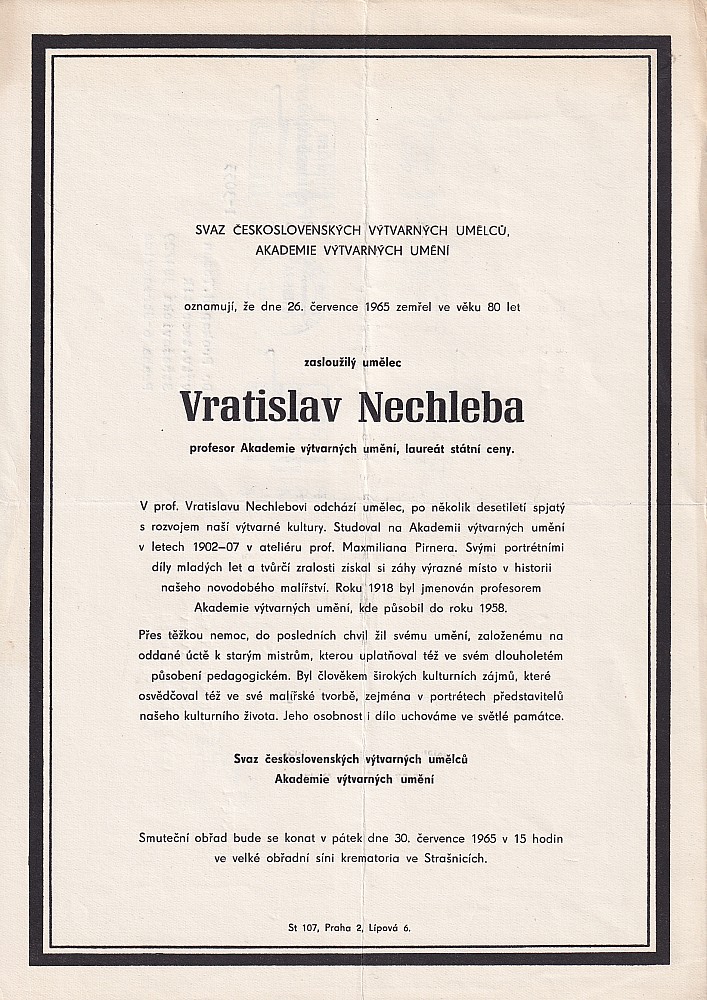 SVAZ ČESKOSLOVENSKÝCH VÝTVARNÝCH UMĚLCŮ,
AKADEMIE VÝTVARNÝCH UMĚNÍ
oznamují, že dne 26. července 1965 zemřel ve věku 80 let
zasloužilý umělec
Vratislav Nechleba
profesor Akademie výtvarných umění, laureát státní ceny.
V prof. Vratislavu Nechlebovi odchází umělec, po několik desetiletí spjatý
s rozvojem naší výtvarné kultury. Studoval na Akademii výtvarných umění
v letech 1902–07 v ateliéru prof. Maxmiliana Pirnera. Svými portrétními
díly mladých let a tvůrčí zralosti získal si záhy výrazné místo v historii
našeho novodobého malířství. Roku 1918 byl jmenován profesorem
Akademie výtvarných umění, kde působil do roku 1958.
Přes těžkou nemoc, do posledních chvil žil svému umění, založenému na
oddané úctě k starým mistrům, kterou uplatňoval též ve svém dlouholetém
působení pedagogickém. Byl člověkem širokých kulturních zájmů, které
osvědčoval též ve své malířské tvorbě, zejména v portrétech představitelů
našeho kulturního života. Jeho osobnost i dílo uchováme ve světlé památce.
Svaz československých výtvarných umělců
Akademie výtvarných umění
Smuteční obřad bude se konat v pátek dne 30. července 1965 v 15 hodin
ve velké obřadní síni krematoria ve Strašnicích.
St 107, Praha 2, Lípová 6.